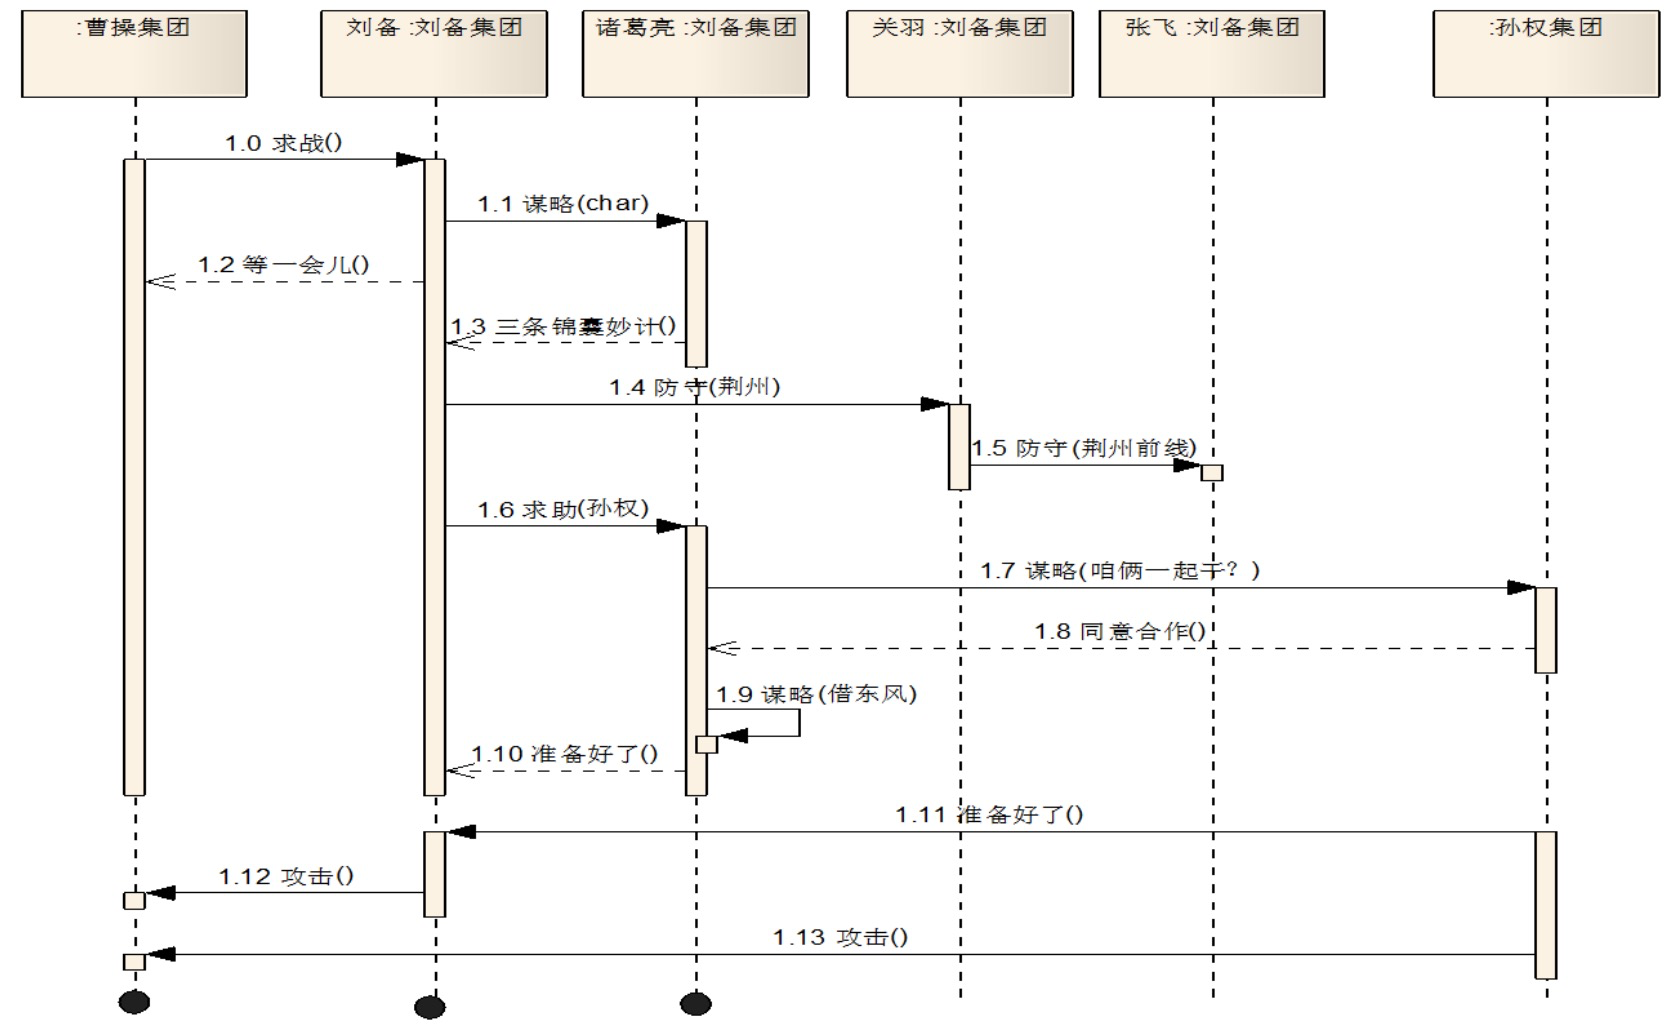 :曹操集团
刘备 :刘备集团
诸葛亮 :刘备集团
关羽 :刘备集团
张飞 :刘备集团
:孙权集团
1.0 求战()
1.1 谋略(char)
1.2 等一会儿()
1.3 三条锦囊妙计()
1.4 防守(荆州)
1.5 防守(荆州前线)
1.6 求助(孙权)
1.7 谋略(咱俩一起干？)
1.8 同意合作()
1.9 谋略(借东风)
1.10 准备好了()
1.11 准备好了()
1.12 攻击()
1.13 攻击()